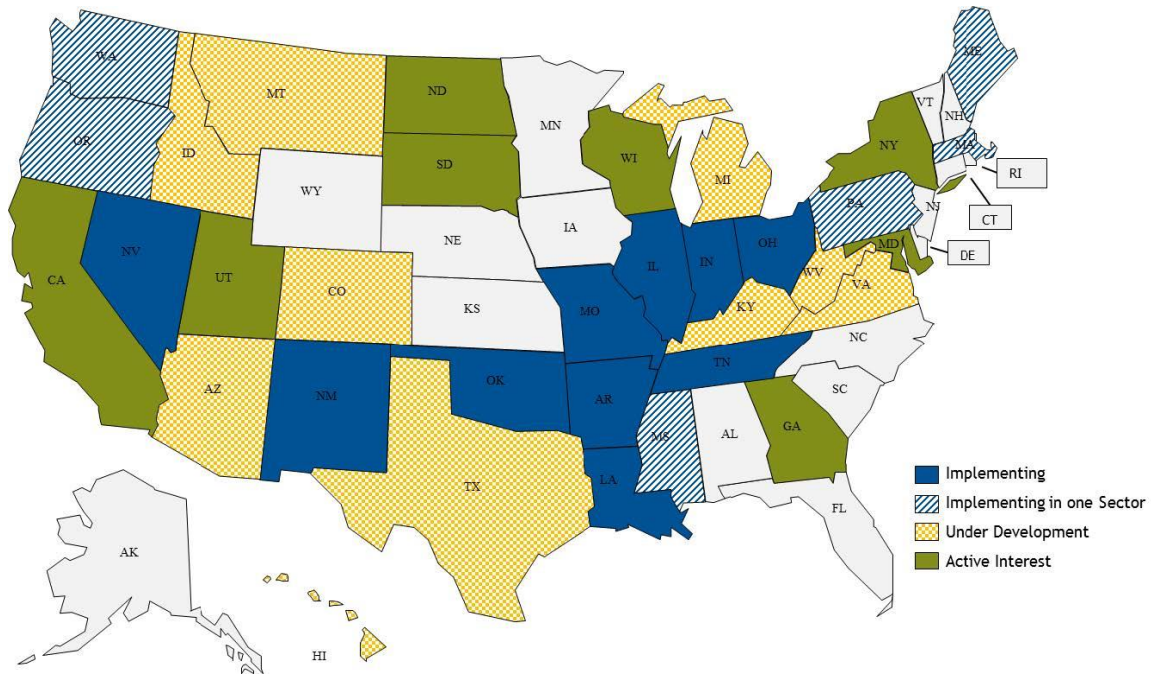 WA
ME
MT
ND
VT
NH
MN
OR
ID
SD
WI
NY
MA
MI
RI
WY
PA
NJ
CT
IA
NE
NV
OH
MD
DE
IL
IN
CA
UT
WV
VA
CO
KS
MO
KY
NC
TN
OK
AZ
NM
AR
SC
MS
AL
GA
TX
LA
FL
AK
HI
Implementing
Implementing in one Sector
Under Development
Active Interest